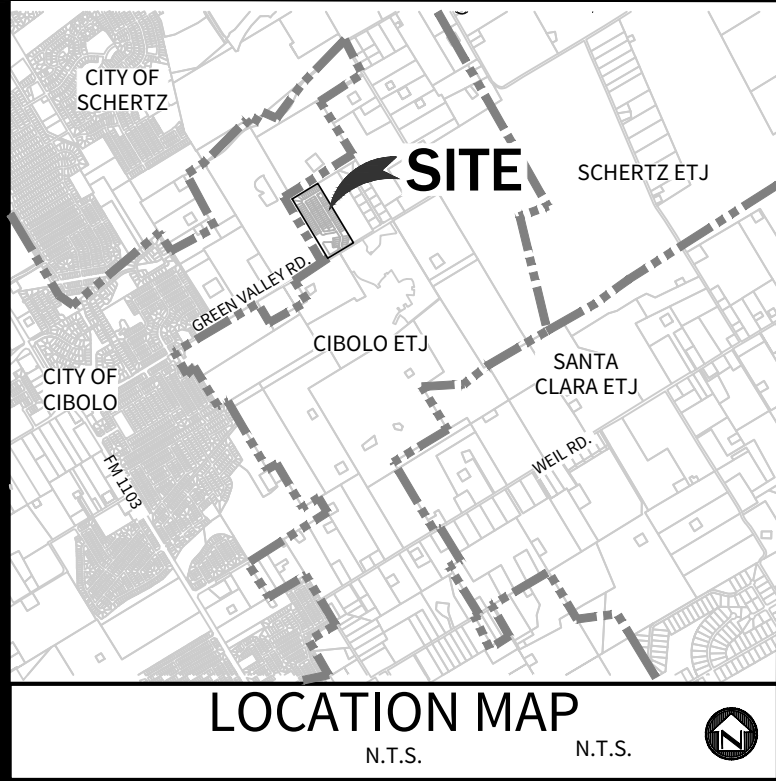 CITY OF
SCHERTZ
SITE
SCHERTZ ETJ
GREEN VALLEY RD.
CIBOLO ETJ
SANTA
CLARA ETJ
CITY OF
CIBOLO
WEIL RD.
FM 1103
LOCATION MAP
N.T.S.
N.T.S.
N